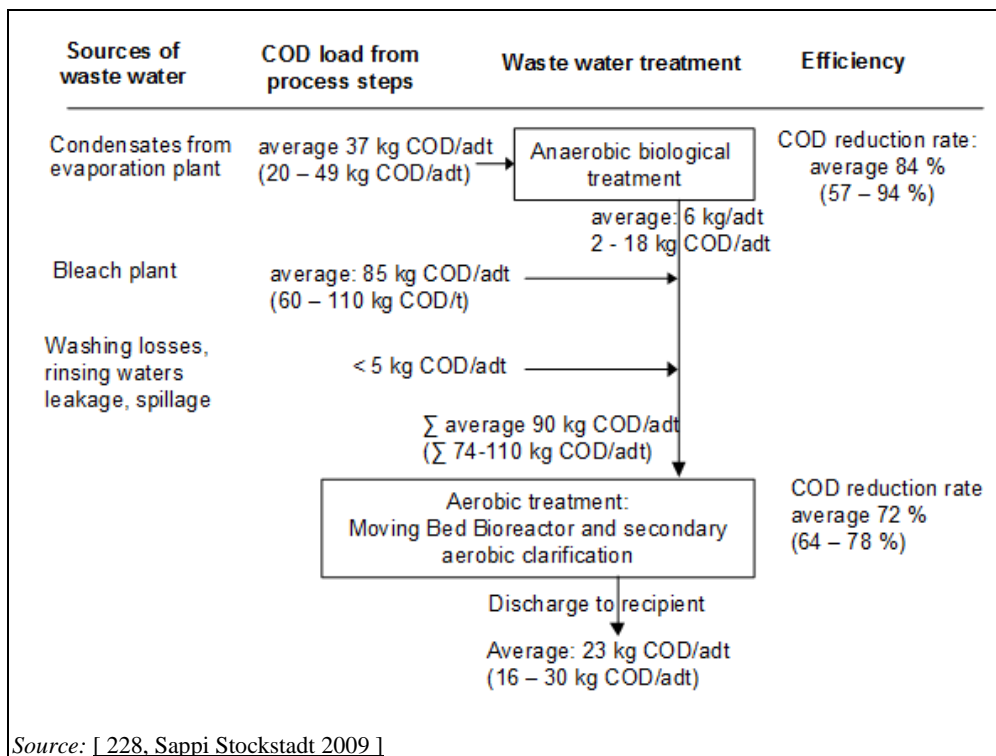 Sources of
waste water
COD load from
process steps
Waste water treatment
Efficiency
Condensates from
evaporation plant
average 37 kg COD/adt
(20 – 49 kg COD/adt)
Anaerobic biological
treatment
COD reduction rate:
average 84 %
(57 – 94 %)
average: 6 kg/adt
2 - 18 kg COD/adt
Bleach plant
average: 85 kg COD/adt
(60 – 110 kg COD/t)
Washing losses,
rinsing waters
leakage, spillage
< 5 kg COD/adt
∑ average 90 kg COD/adt
(∑ 74-110 kg COD/adt)
Aerobic treatment:
Moving Bed Bioreactor and secondary
aerobic clarification
COD reduction rate
average 72 %
(64 – 78 %)
Discharge to recipient
Average: 23 kg COD/adt
(16 – 30 kg COD/adt)
Source: [ 228, Sappi Stockstadt 2009 ]